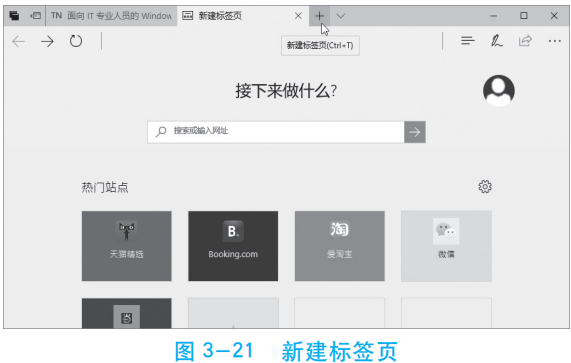 TN 面向 IT 专业人员的 Window 新建标签页
新建标签页(Ctrl+T)
接下来做什么?
搜索或输入网址
热门站点
天猫精选 Booking.com 爱淘宝 微信
图 3-21 新建标签页